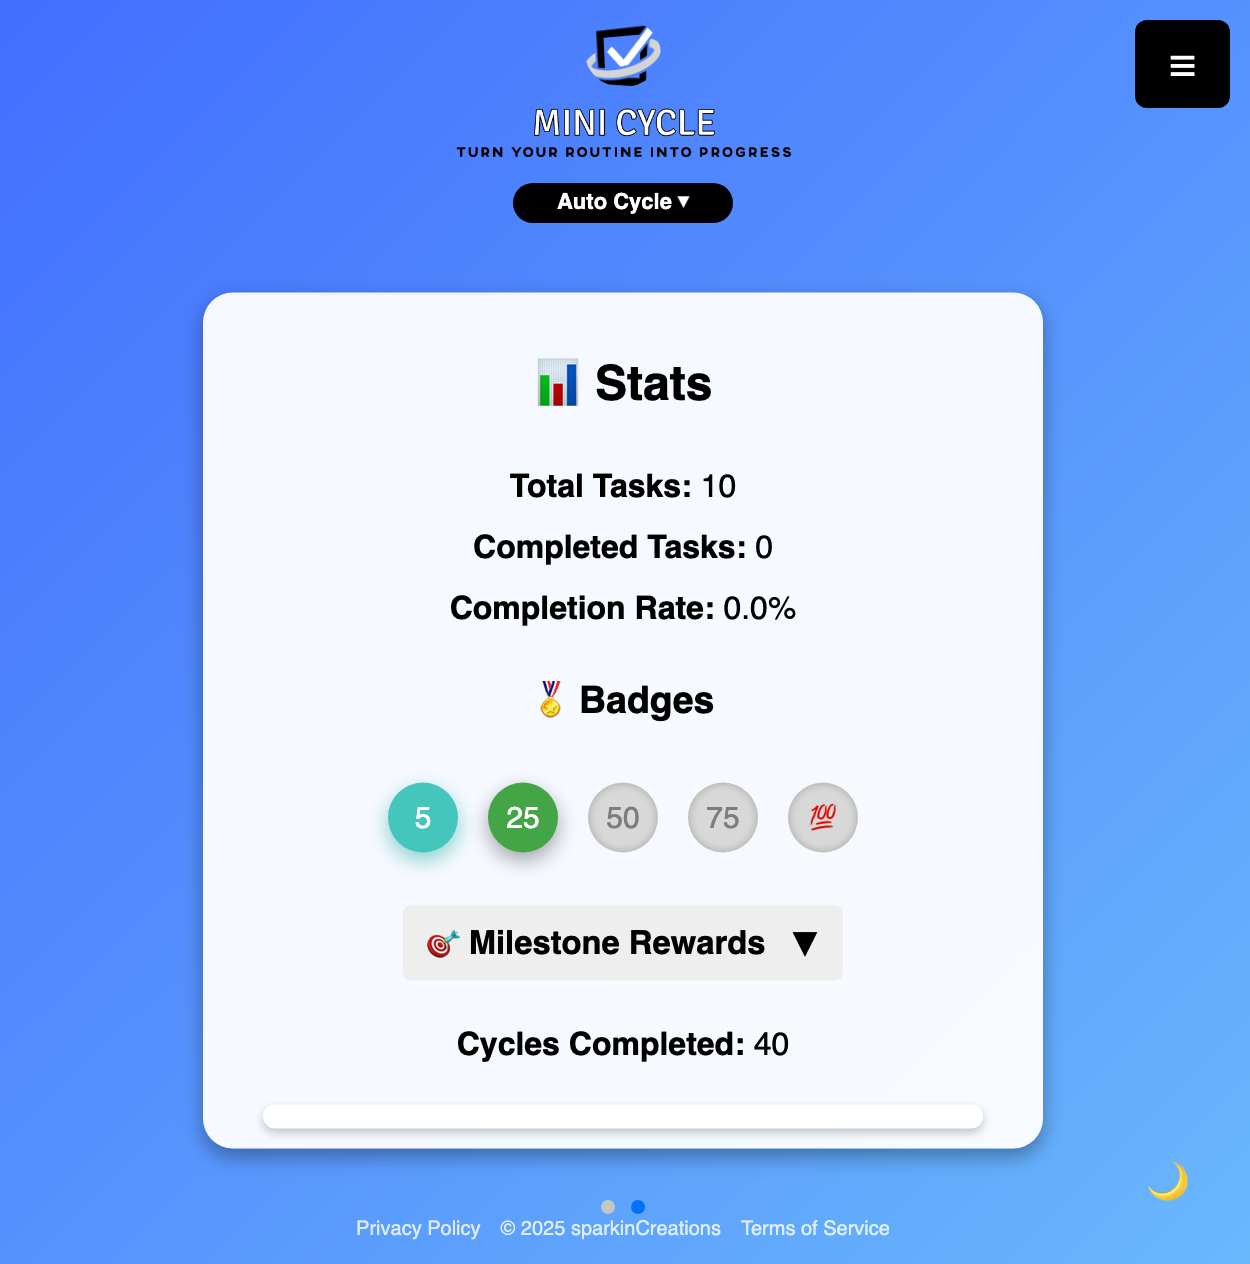 MINI CYCLE
TURN YOUR ROUTINE INTO PROGRESS
Auto Cycle ▼
📊 Stats
Total Tasks: 10
Completed Tasks: 0
Completion Rate: 0.0%
🏅 Badges
5 25 50 75 💯
🎯 Milestone Rewards ▼
Cycles Completed: 40
Privacy Policy © 2025 sparkinCreations Terms of Service